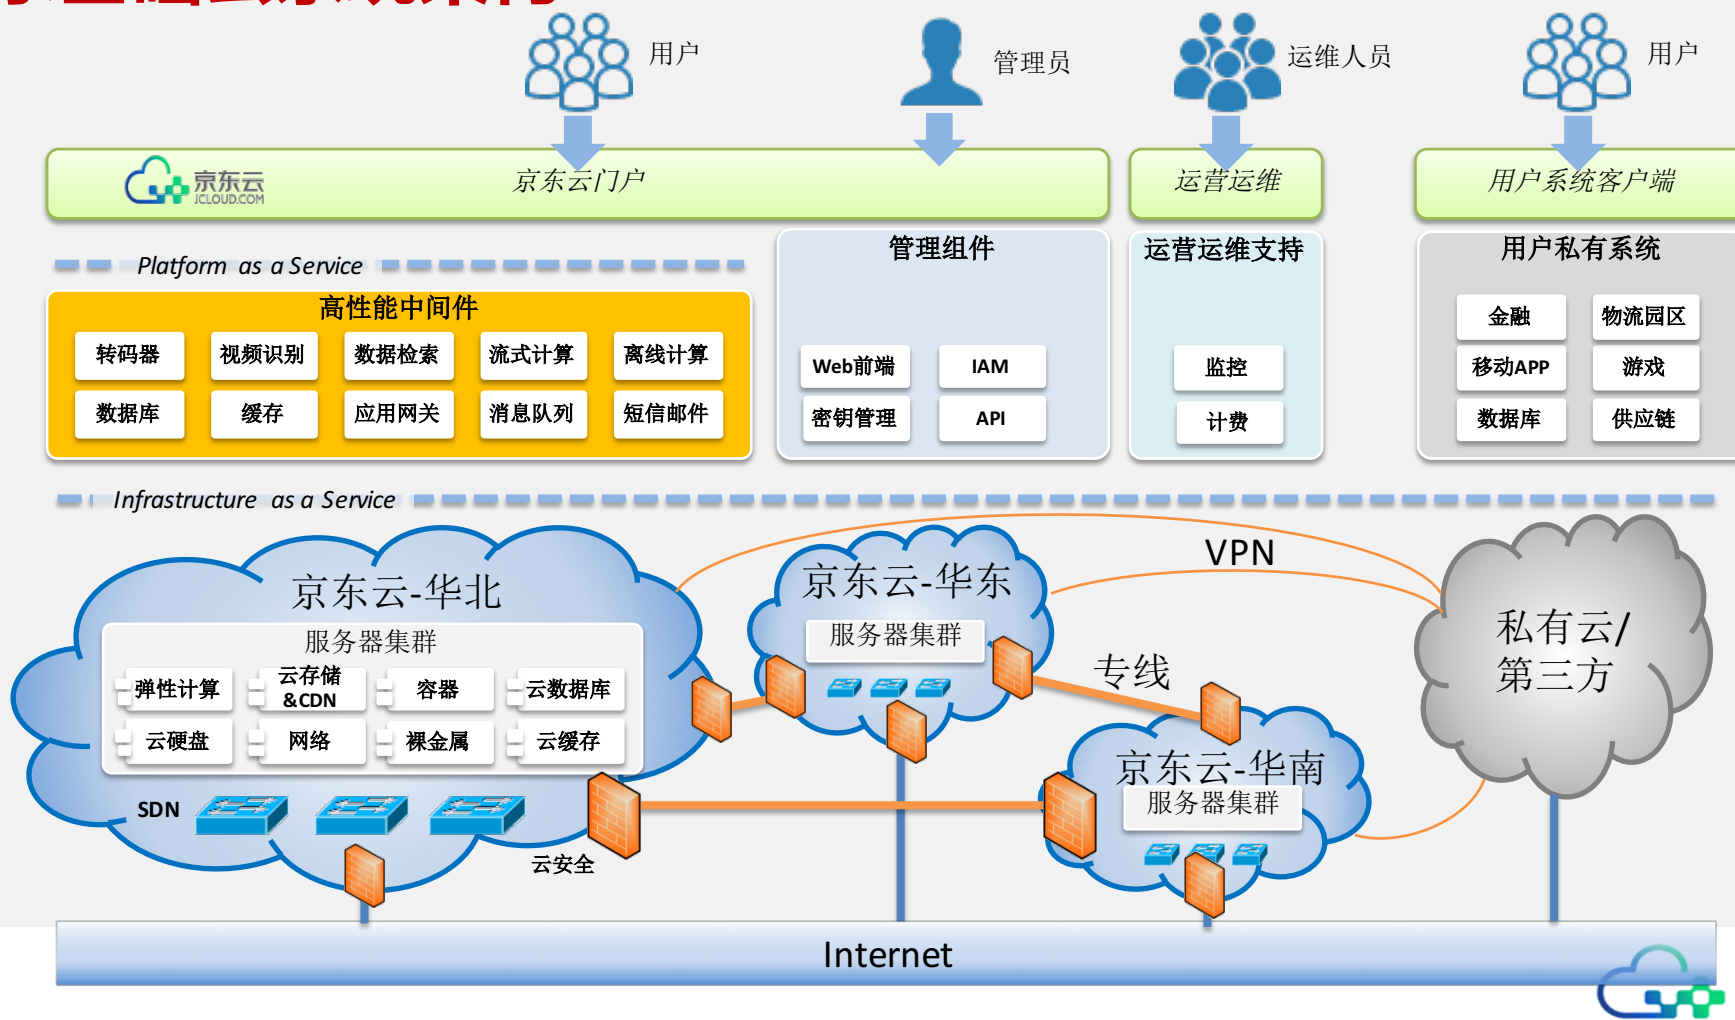 用户
管理员
运维人员
用户
京东云
JCLOUD.COM
京东云门户
运营运维
用户系统客户端
Platform as a Service
管理组件
运营运维支持
用户私有系统
高性能中间件
转码器
视频识别
数据检索
流式计算
离线计算
数据库
缓存
应用网关
消息队列
短信邮件
Web前端
IAM
密钥管理
API
监控
计费
金融
物流园区
移动APP
游戏
数据库
供应链
Infrastructure as a Service
京东云-华北
服务器集群
弹性计算
云存储
&CDN
容器
云数据库
云硬盘
网络
裸金属
云缓存
SDN
云安全
京东云-华东
服务器集群
VPN
专线
京东云-华南
服务器集群
私有云/
第三方
Internet